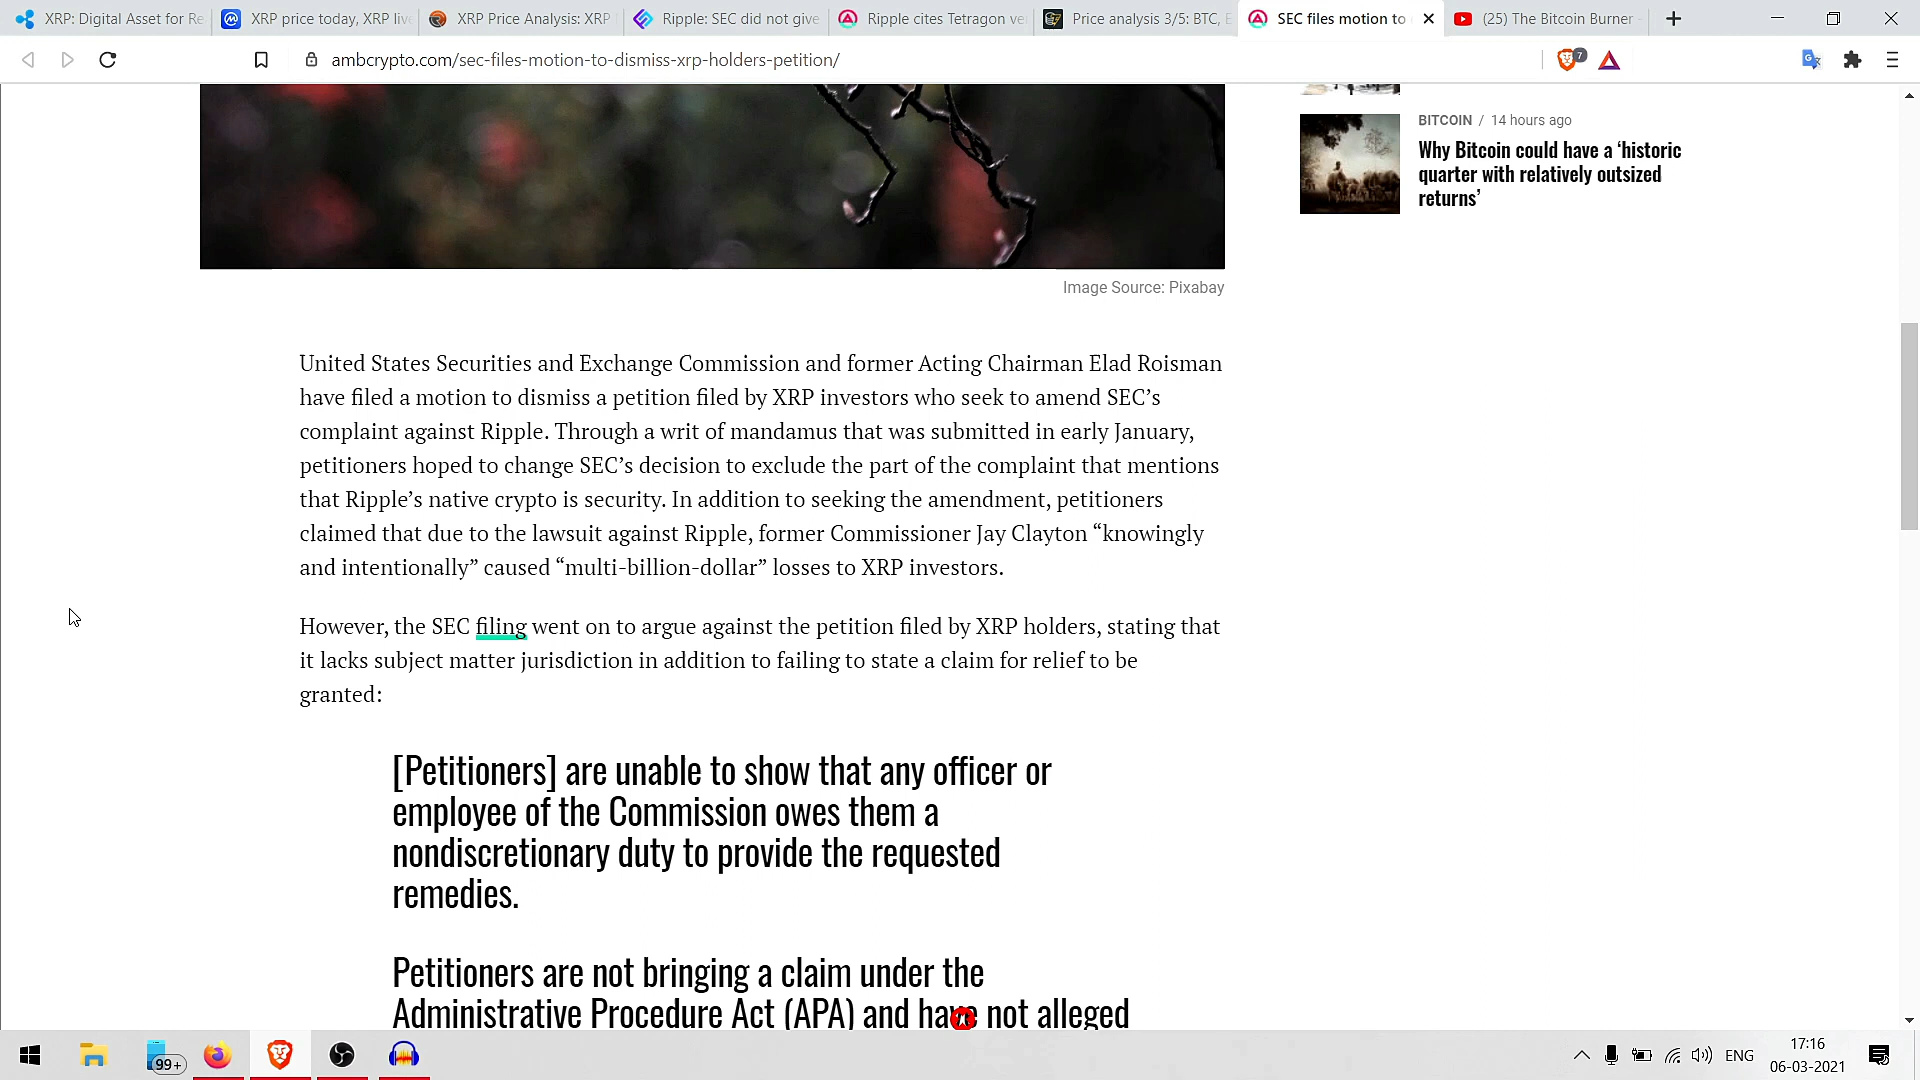 XRP: Digital Asset for Re
XRP price today, XRP live
XRP Price Analysis: XRP
Ripple: SEC did not give
Ripple cites Tetragon ve
Price analysis 3/5: BTC, E
SEC files motion to
(25) The Bitcoin Burner
ambcrypto.com/sec-files-motion-to-dismiss-xrp-holders-petition/
7
BITCOIN / 14 hours ago
Why Bitcoin could have a ‘historic
quarter with relatively outsized
returns’
Image Source: Pixabay
United States Securities and Exchange Commission and former Acting Chairman Elad Roisman
have filed a motion to dismiss a petition filed by XRP investors who seek to amend SEC’s
complaint against Ripple. Through a writ of mandamus that was submitted in early January,
petitioners hoped to change SEC’s decision to exclude the part of the complaint that mentions
that Ripple’s native crypto is security. In addition to seeking the amendment, petitioners
claimed that due to the lawsuit against Ripple, former Commissioner Jay Clayton “knowingly
and intentionally” caused “multi-billion-dollar” losses to XRP investors.
However, the SEC filing went on to argue against the petition filed by XRP holders, stating that
it lacks subject matter jurisdiction in addition to failing to state a claim for relief to be
granted:
[Petitioners] are unable to show that any officer or
employee of the Commission owes them a
nondiscretionary duty to provide the requested
remedies.
Petitioners are not bringing a claim under the
Administrative Procedure Act (APA) and have not alleged
99+
ENG
17:16
06-03-2021